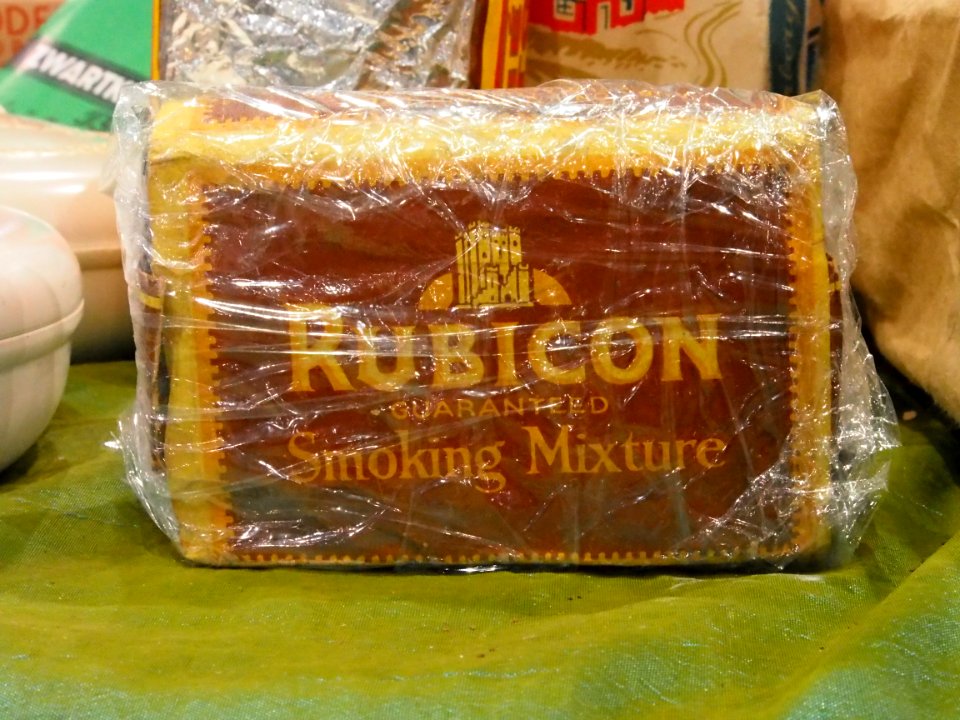 RUBICON
GUARANTEED
Smoking Mixture